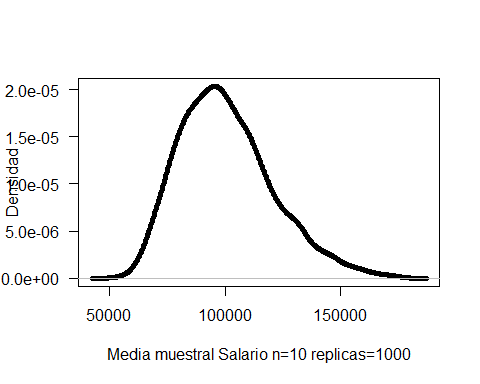 2.0e-05
1.5e-05
1.0e-05
5.0e-06
0.0e+00
Densidad
50000 100000 150000
Media muestral Salario n=10 replicas=1000